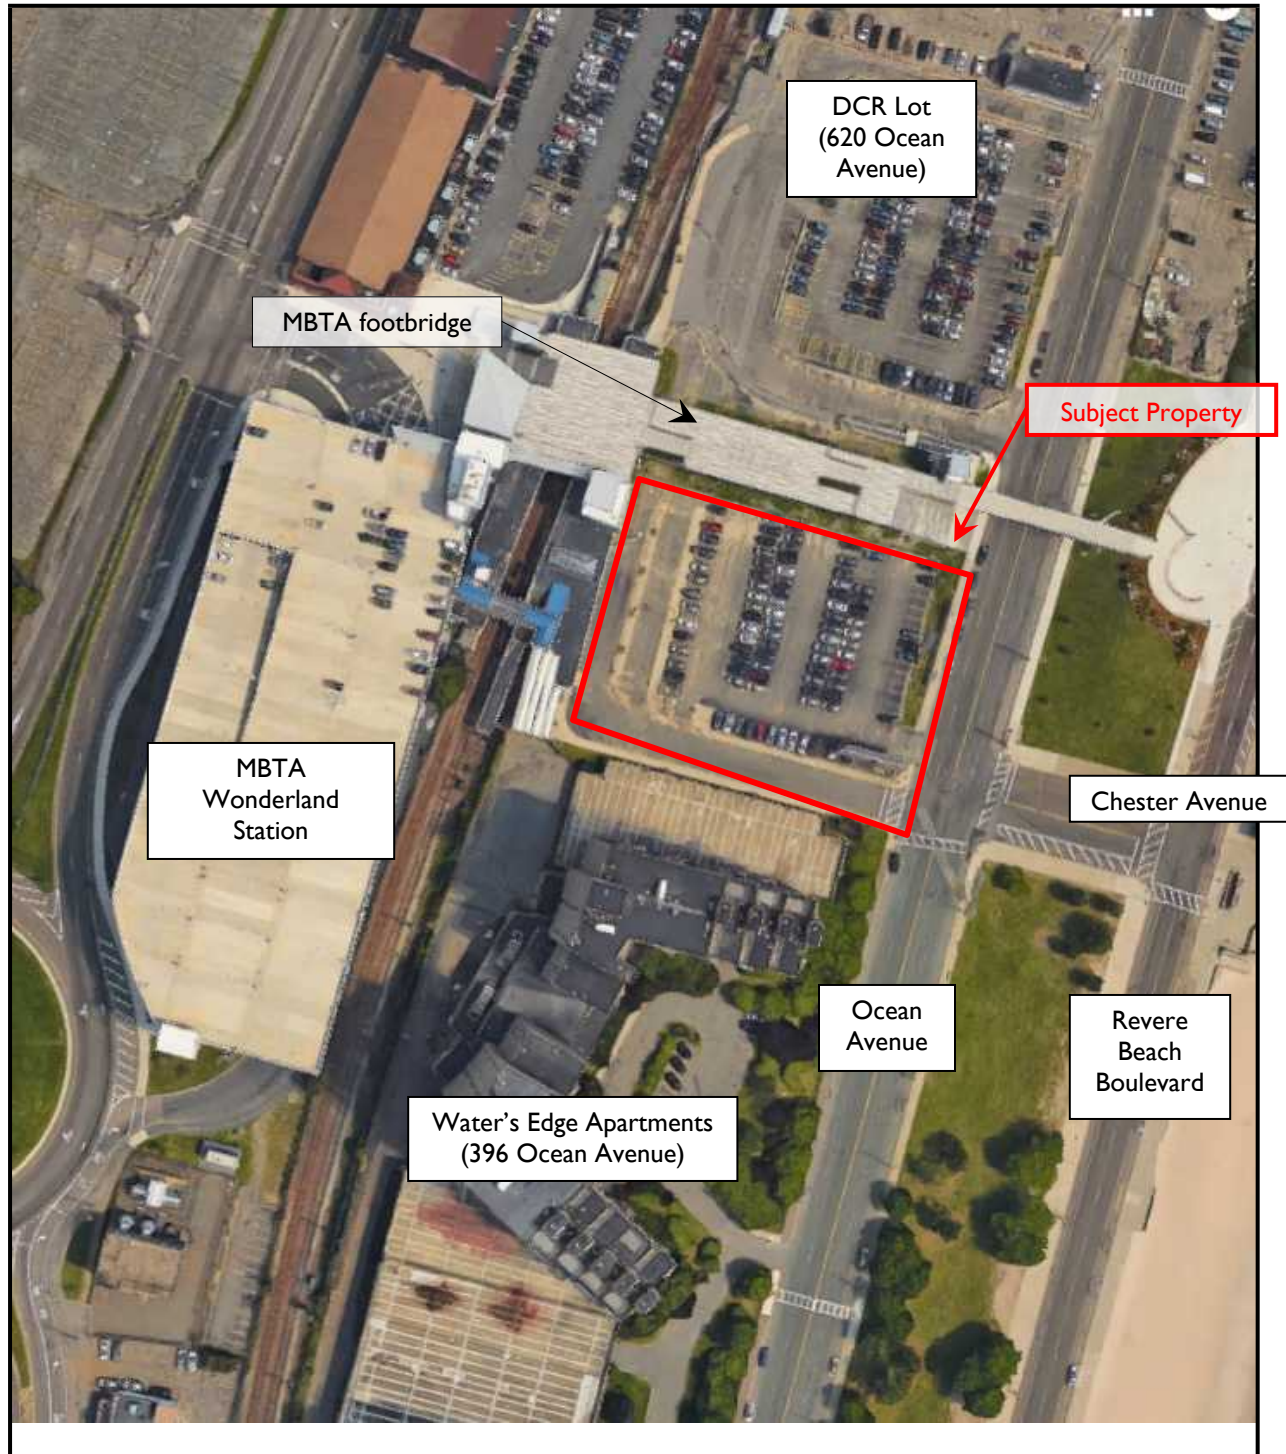 DCR Lot
(620 Ocean
Avenue)
MBTA footbridge
Subject Property
MBTA
Wonderland
Station
Chester Avenue
Ocean
Avenue
Revere
Beach
Boulevard
Water’s Edge Apartments
(396 Ocean Avenue)